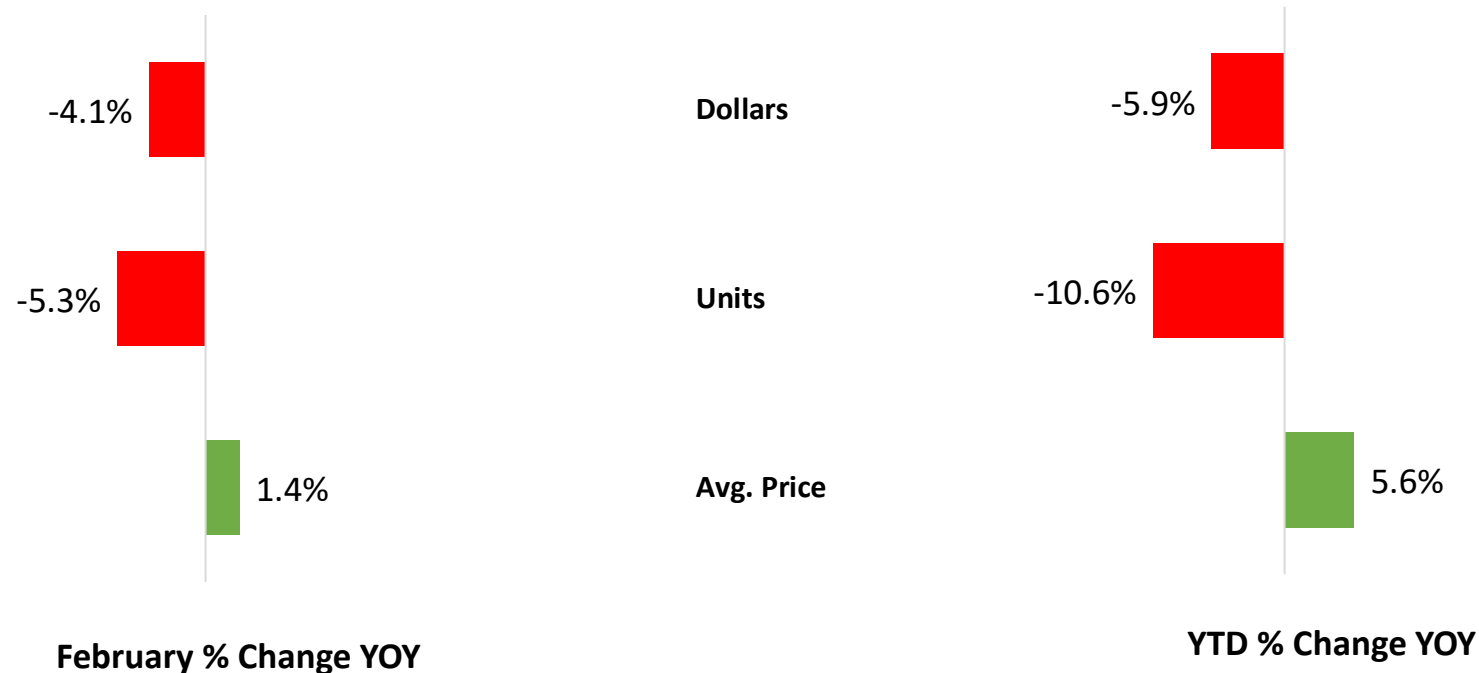 -4.1%
Dollars
-5.9%
-5.3%
Units
-10.6%
1.4%
Avg. Price
5.6%
February % Change YOY
YTD % Change YOY